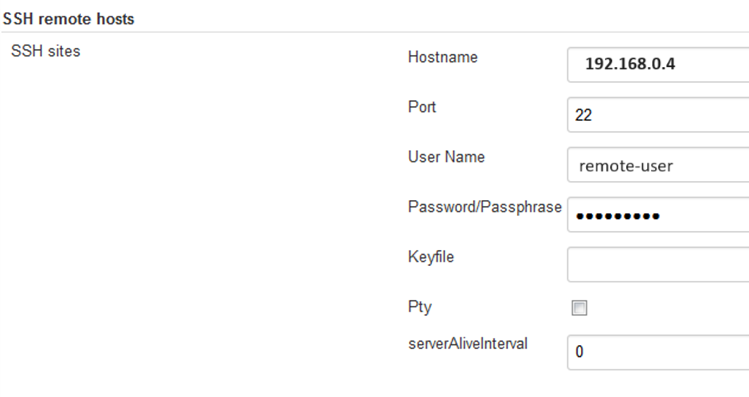 SSH remote hosts
SSH sites
Hostname 192.168.0.4
Port 22
User Name remote-user
Password/Passphrase •••••••••
Keyfile
Pty
serverAliveInterval 0